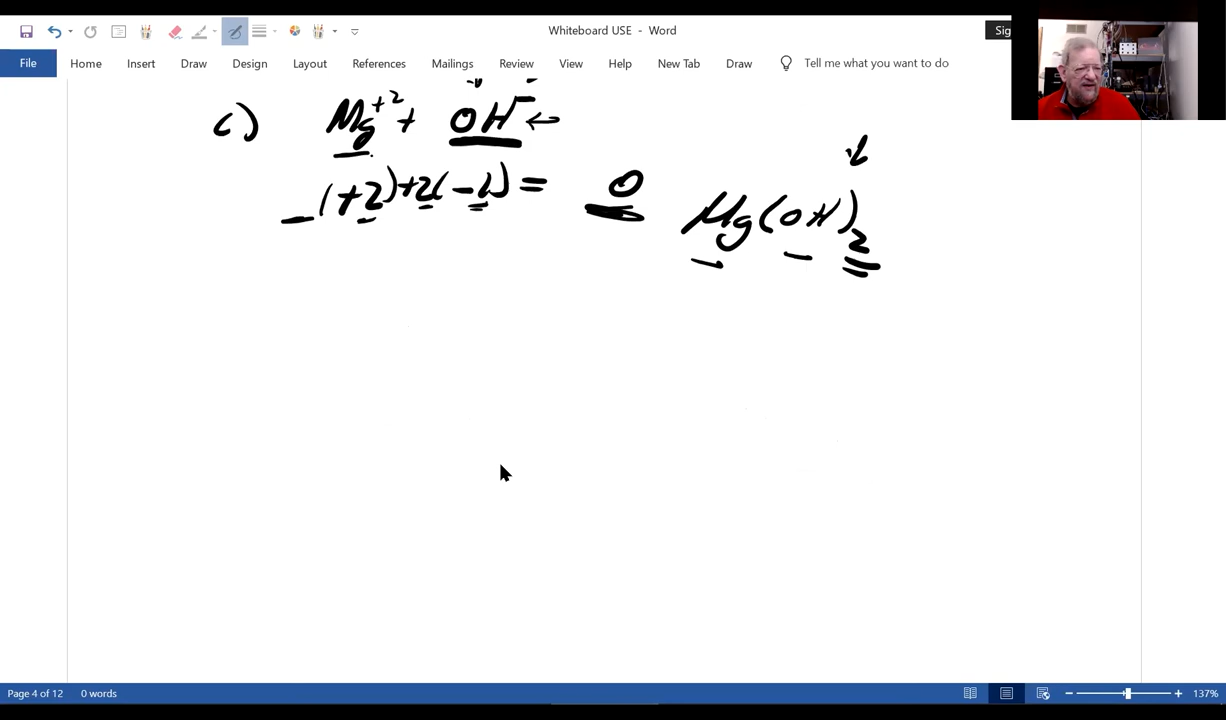 Whiteboard USE - Word
Sig
File Home Insert Draw Design Layout References Mailings Review View Help New Tab Draw Tell me what you want to do
c) Mg+2 + OH- ←
_(+2)+2(-1) = 0
Mg(OH)2
Page 4 of 12 0 words 137%